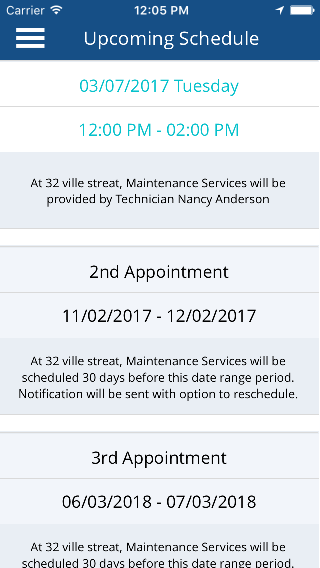 Carrier 12:05 PM
Upcoming Schedule
03/07/2017 Tuesday
12:00 PM - 02:00 PM
At 32 ville streat, Maintenance Services will be
provided by Technician Nancy Anderson
2nd Appointment
11/02/2017 - 12/02/2017
At 32 ville streat, Maintenance Services will be
scheduled 30 days before this date range period.
Notification will be sent with option to reschedule.
3rd Appointment
06/03/2018 - 07/03/2018
At 32 ville streat, Maintenance Services will be
scheduled 30 days before this date range period.